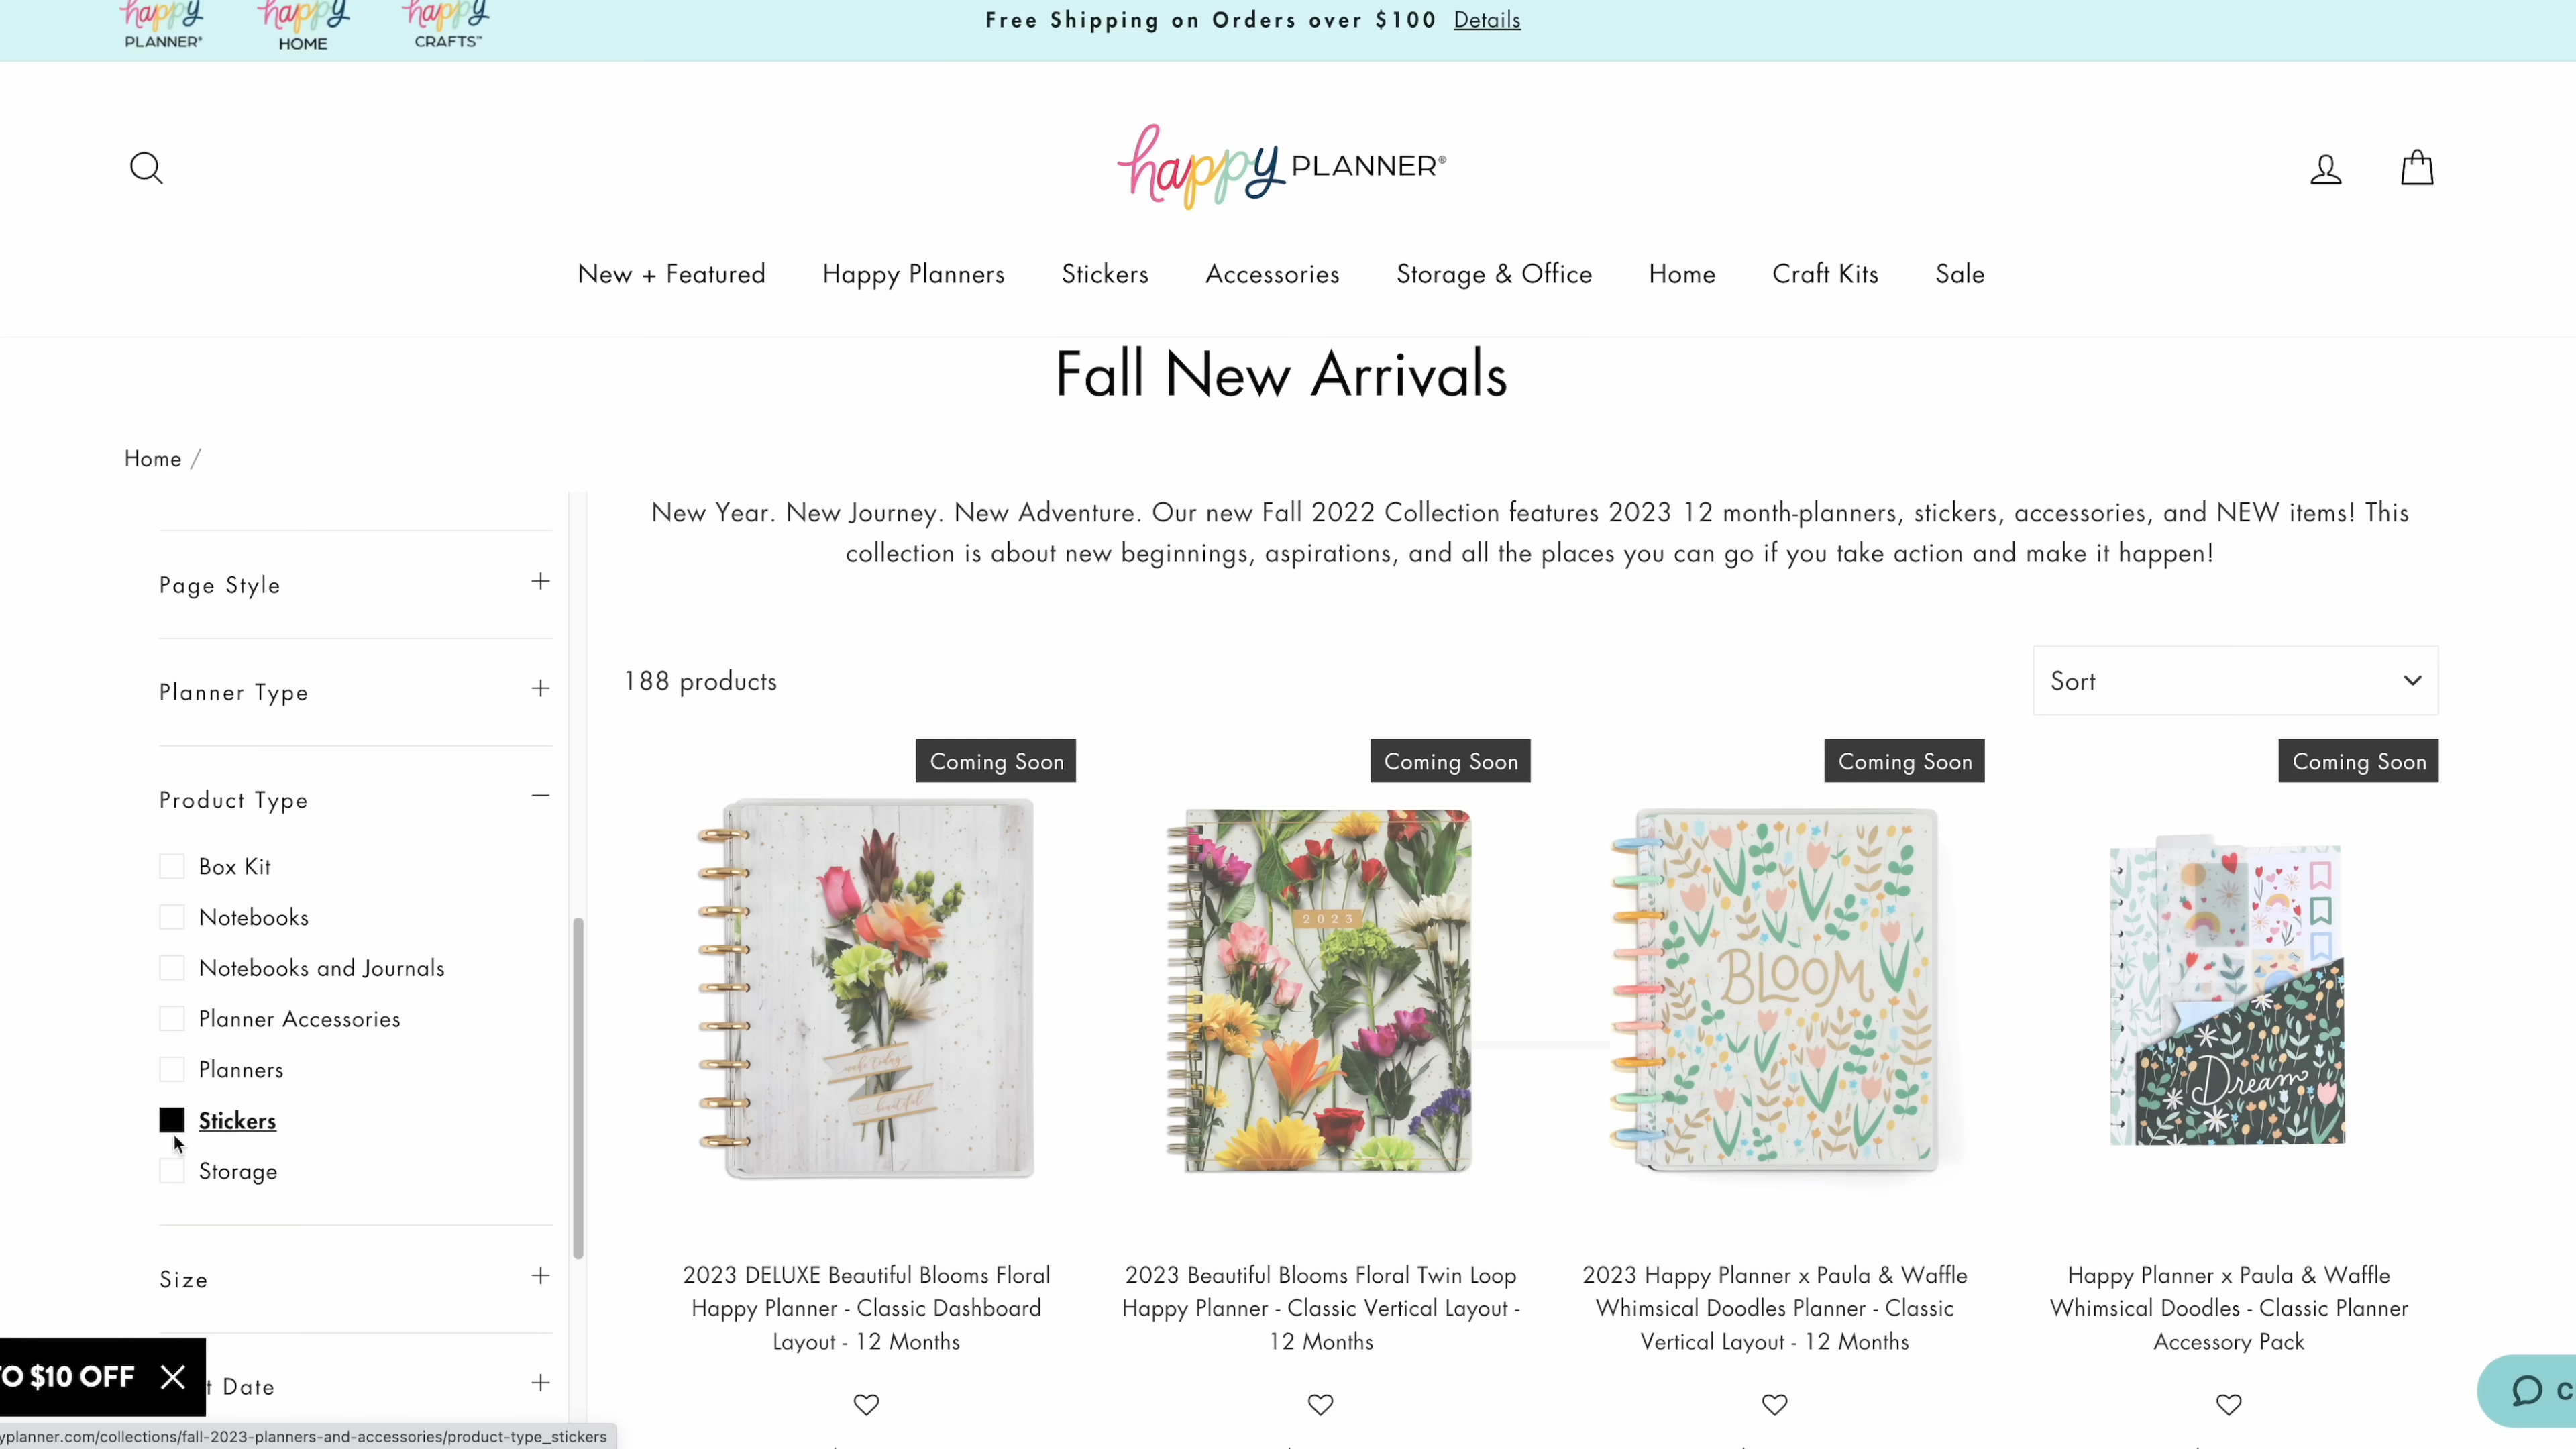 happy happy happy
PLANNER® HOME CRAFTS™
Free Shipping on Orders over $100 Details
happy PLANNER®
New + Featured Happy Planners Stickers Accessories Storage & Office Home Craft Kits Sale
Fall New Arrivals
Home /
New Year. New Journey. New Adventure. Our new Fall 2022 Collection features 2023 12 month-planners, stickers, accessories, and NEW items! This
collection is about new beginnings, aspirations, and all the places you can go if you take action and make it happen!
Page Style
Planner Type
Product Type
Box Kit
Notebooks
Notebooks and Journals
Planner Accessories
Planners
Stickers
Storage
Size
t Date
TO $10 OFF
188 products
Sort
Coming Soon
Coming Soon
Coming Soon
Coming Soon
make today
beautiful
2023
BLOOM
Dream
2023 DELUXE Beautiful Blooms Floral
Happy Planner - Classic Dashboard
Layout - 12 Months
2023 Beautiful Blooms Floral Twin Loop
Happy Planner - Classic Vertical Layout -
12 Months
2023 Happy Planner x Paula & Waffle
Whimsical Doodles Planner - Classic
Vertical Layout - 12 Months
Happy Planner x Paula & Waffle
Whimsical Doodles - Classic Planner
Accessory Pack
C
yplanner.com/collections/fall-2023-planners-and-accessories/product-type_stickers